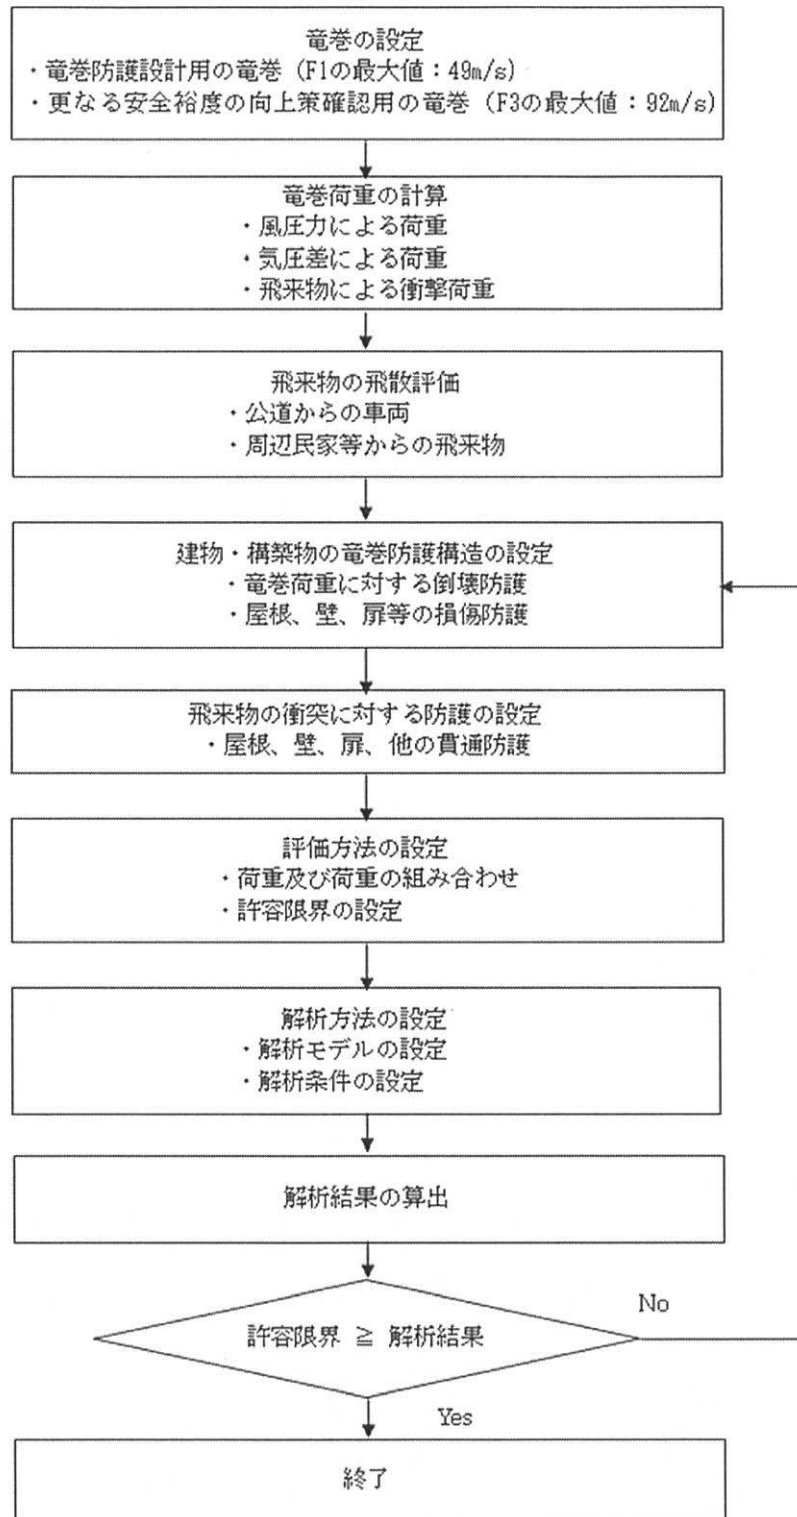 竜巻の設定
・竜巻防護設計用の竜巻（F1の最大値：49m/s）
・更なる安全裕度の向上策確認用の竜巻（F3の最大値：92m/s）
竜巻荷重の計算
・風圧力による荷重
・気圧差による荷重
・飛来物による衝撃荷重
飛来物の飛散評価
・公道からの車両
・周辺民家等からの飛来物
建物・構築物の竜巻防護構造の設定
・竜巻荷重に対する倒壊防護
・屋根、壁、扉等の損傷防護
飛来物の衝突に対する防護の設定
・屋根、壁、扉、他の貫通防護
評価方法の設定
・荷重及び荷重の組み合わせ
・許容限界の設定
解析方法の設定
・解析モデルの設定
・解析条件の設定
解析結果の算出
許容限界 ≧ 解析結果
No
Yes
終了